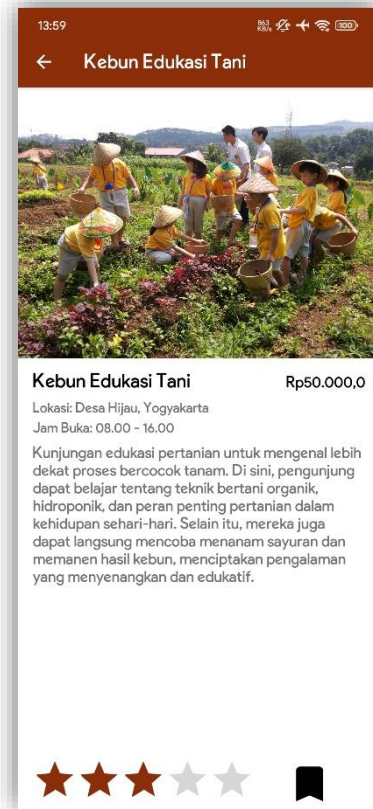 13:59
863
KB/s
100
Kebun Edukasi Tani
Kebun Edukasi Tani
Rp50.000,0
Lokasi: Desa Hijau, Yogyakarta
Jam Buka: 08.00 - 16.00
Kunjungan edukasi pertanian untuk mengenal lebih
dekat proses bercocok tanam. Di sini, pengunjung
dapat belajar tentang teknik bertani organik,
hidroponik, dan peran penting pertanian dalam
kehidupan sehari-hari. Selain itu, mereka juga
dapat langsung mencoba menanam sayuran dan
memanen hasil kebun, menciptakan pengalaman
yang menyenangkan dan edukatif.